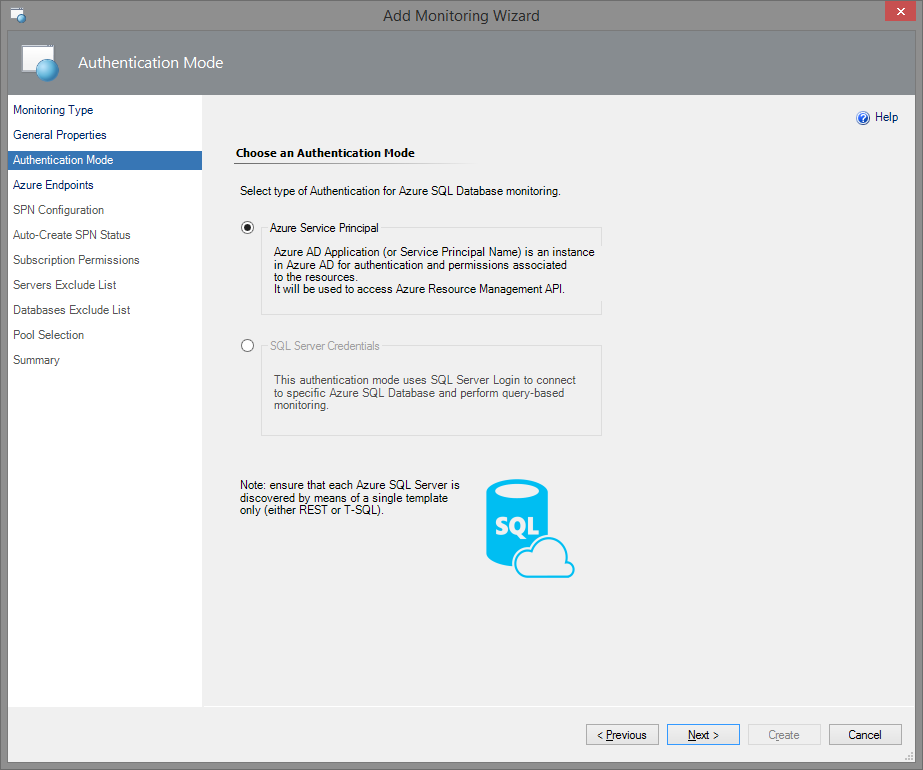 Add Monitoring Wizard
Authentication Mode
Monitoring Type
General Properties
Authentication Mode
Azure Endpoints
SPN Configuration
Auto-Create SPN Status
Subscription Permissions
Servers Exclude List
Databases Exclude List
Pool Selection
Summary
Help
Choose an Authentication Mode
Select type of Authentication for Azure SQL Database monitoring.
Azure Service Principal
Azure AD Application (or Service Principal Name) is an instance
in Azure AD for authentication and permissions associated
to the resources.
It will be used to access Azure Resource Management API.
SQL Server Credentials
This authentication mode uses SQL Server Login to connect
to specific Azure SQL Database and perform query-based
monitoring.
Note: ensure that each Azure SQL Server is
discovered by means of a single template
only (either REST or T-SQL).
SQL
< Previous
Next >
Create
Cancel